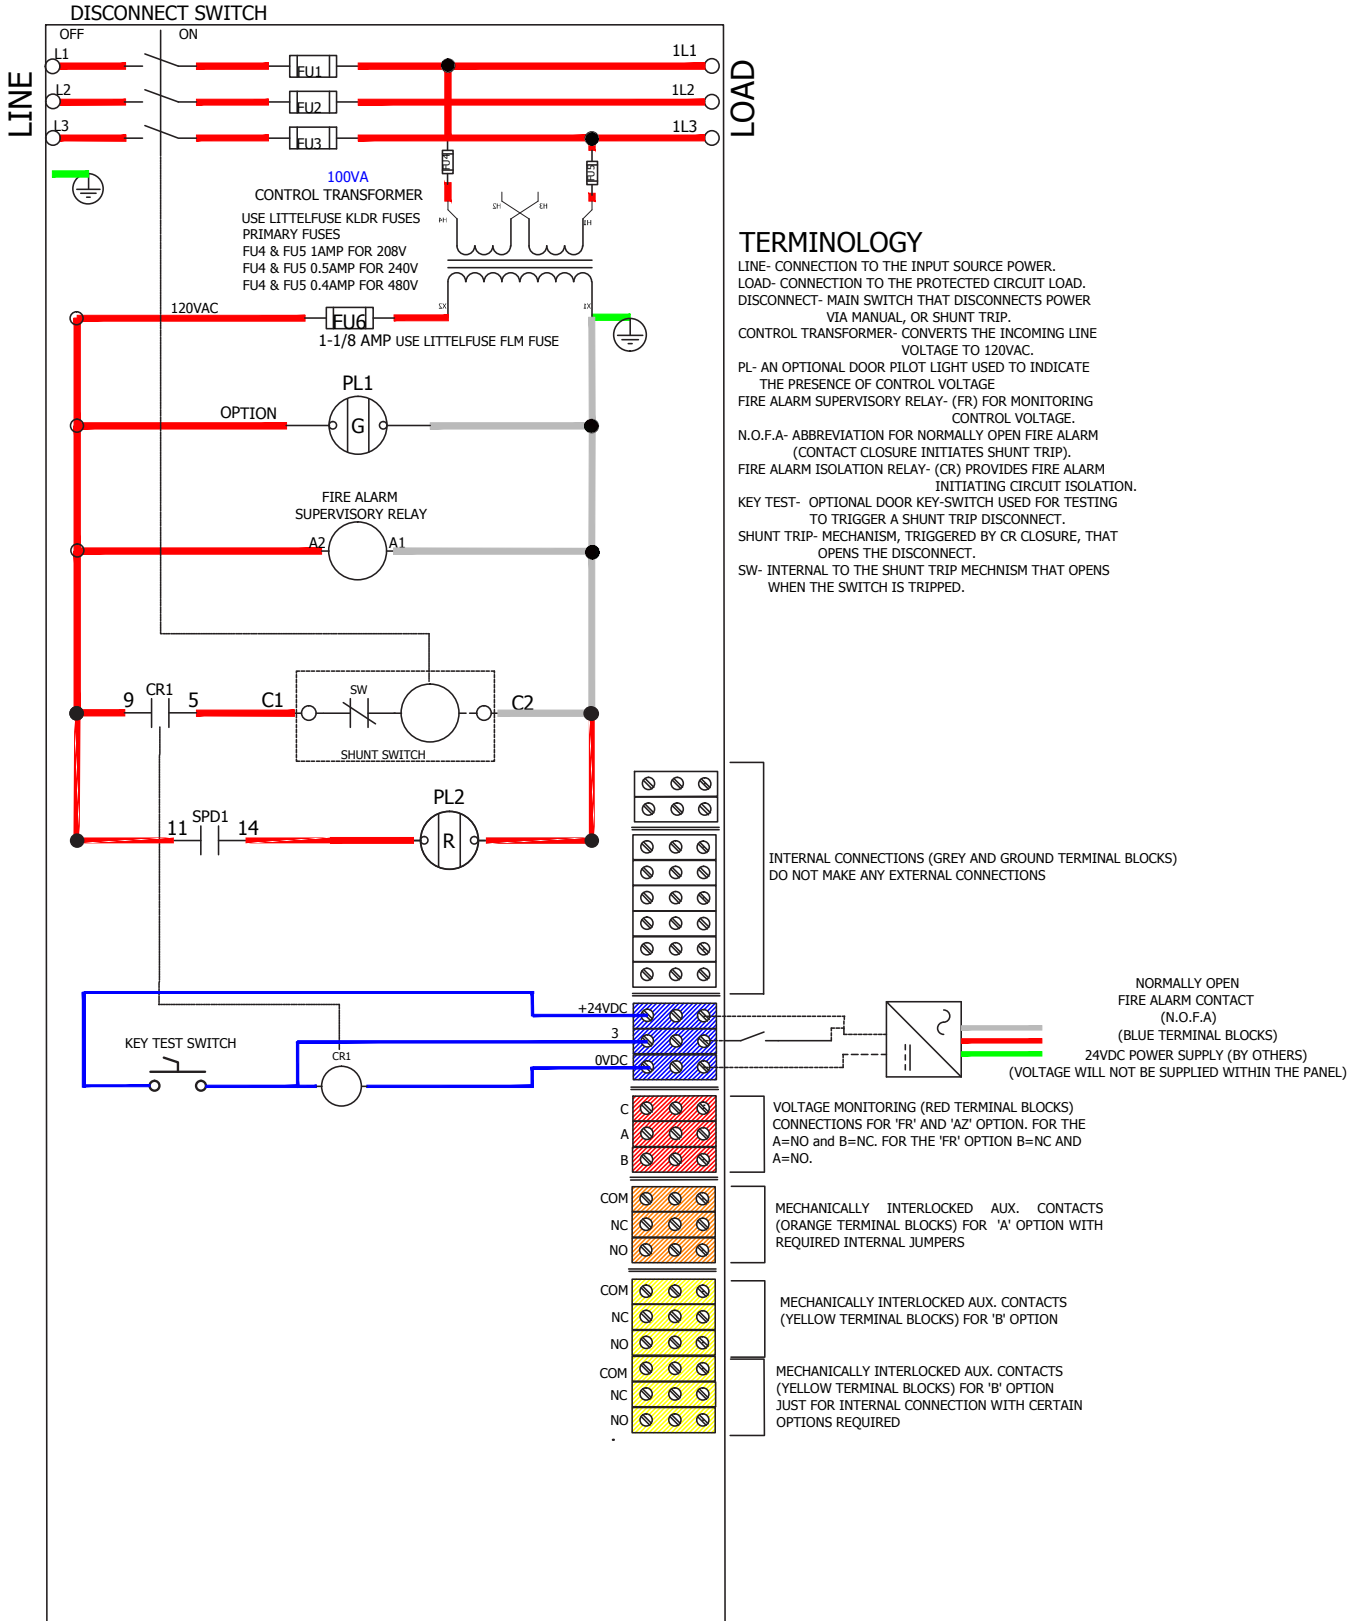 DISCONNECT SWITCH
OFF
ON
LINE
L1
L2
L3
FU1
FU2
FU3
1L1
1L2
1L3
LOAD
FU4
FU5
100VA
CONTROL TRANSFORMER
USE LITTELFUSE KLDR FUSES
PRIMARY FUSES
FU4 & FU5 1AMP FOR 208V
FU4 & FU5 0.5AMP FOR 240V
FU4 & FU5 0.4AMP FOR 480V
H4
H2
H3
H1
X2
X1
120VAC
FU6
1-1/8 AMP USE LITTELFUSE FLM FUSE
PL1
OPTION
G
FIRE ALARM
SUPERVISORY RELAY
A2
A1
9
CR1
5
C1
SW
C2
SHUNT SWITCH
11
SPD1
14
PL2
R
TERMINOLOGY
LINE- CONNECTION TO THE INPUT SOURCE POWER.
LOAD- CONNECTION TO THE PROTECTED CIRCUIT LOAD.
DISCONNECT- MAIN SWITCH THAT DISCONNECTS POWER
VIA MANUAL, OR SHUNT TRIP.
CONTROL TRANSFORMER- CONVERTS THE INCOMING LINE
VOLTAGE TO 120VAC.
PL- AN OPTIONAL DOOR PILOT LIGHT USED TO INDICATE
THE PRESENCE OF CONTROL VOLTAGE
FIRE ALARM SUPERVISORY RELAY- (FR) FOR MONITORING
CONTROL VOLTAGE.
N.O.F.A- ABBREVIATION FOR NORMALLY OPEN FIRE ALARM
(CONTACT CLOSURE INITIATES SHUNT TRIP).
FIRE ALARM ISOLATION RELAY- (CR) PROVIDES FIRE ALARM
INITIATING CIRCUIT ISOLATION.
KEY TEST- OPTIONAL DOOR KEY-SWITCH USED FOR TESTING
TO TRIGGER A SHUNT TRIP DISCONNECT.
SHUNT TRIP- MECHANISM, TRIGGERED BY CR CLOSURE, THAT
OPENS THE DISCONNECT.
SW- INTERNAL TO THE SHUNT TRIP MECHNISM THAT OPENS
WHEN THE SWITCH IS TRIPPED.
INTERNAL CONNECTIONS (GREY AND GROUND TERMINAL BLOCKS)
DO NOT MAKE ANY EXTERNAL CONNECTIONS
KEY TEST SWITCH
CR1
+24VDC
3
0VDC
NORMALLY OPEN
FIRE ALARM CONTACT
(N.O.F.A)
(BLUE TERMINAL BLOCKS)
24VDC POWER SUPPLY (BY OTHERS)
(VOLTAGE WILL NOT BE SUPPLIED WITHIN THE PANEL)
C
A
B
VOLTAGE MONITORING (RED TERMINAL BLOCKS)
CONNECTIONS FOR 'FR' AND 'AZ' OPTION. FOR THE
A=NO and B=NC. FOR THE 'FR' OPTION B=NC AND
A=NO.
COM
NC
NO
MECHANICALLY INTERLOCKED AUX. CONTACTS
(ORANGE TERMINAL BLOCKS) FOR 'A' OPTION WITH
REQUIRED INTERNAL JUMPERS
COM
NC
NO
MECHANICALLY INTERLOCKED AUX. CONTACTS
(YELLOW TERMINAL BLOCKS) FOR 'B' OPTION
COM
NC
NO
MECHANICALLY INTERLOCKED AUX. CONTACTS
(YELLOW TERMINAL BLOCKS) FOR 'B' OPTION
JUST FOR INTERNAL CONNECTION WITH CERTAIN
OPTIONS REQUIRED